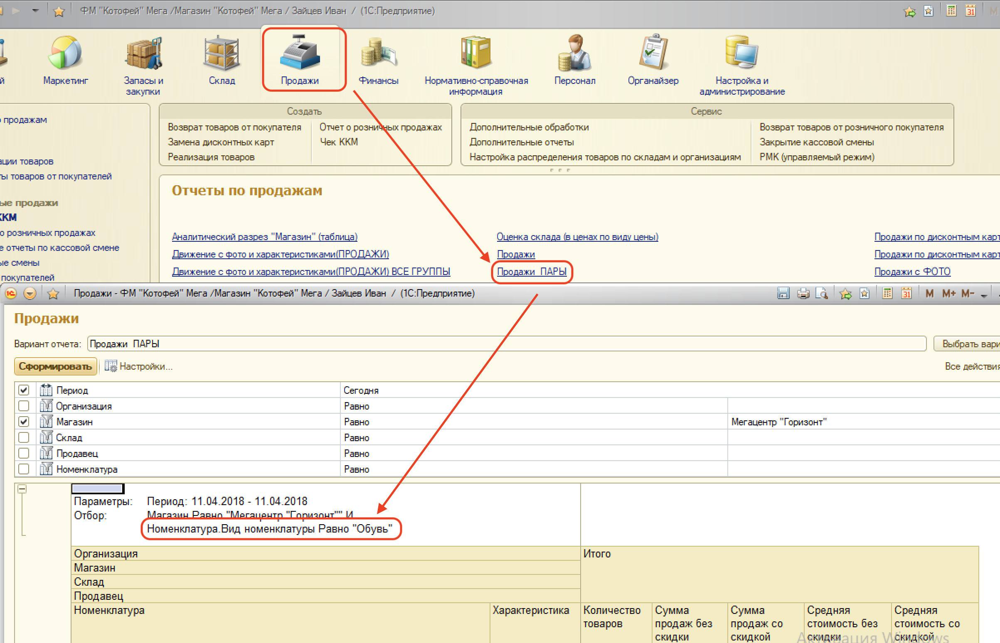 ФМ "Котофей" Мега /Магазин "Котофей" Мега / Зайцев Иван / (1С:Предприятие)
31
M
й
Маркетинг
Запасы и
закупки
Склад
Продажи
Финансы
Нормативно-справочная
информация
Персонал
Органайзер
Настройка и
администрирование
о продажам
ации товаров
ты товаров от покупателей
ые продажи
ККМ
о розничных продажах
е отчеты по кассовой смене
ые смены
покупателей
Создать
Возврат товаров от покупателя
Замена дисконтных карт
Реализация товаров
Отчет о розничных продажах
Чек ККМ
Сервис
Дополнительные обработки
Дополнительные отчеты
Настройка распределения товаров по складам и организациям
Возврат товаров от розничного покупателя
Закрытие кассовой смены
РМК (управляемый режим)
Отчеты по продажам
Аналитический разрез "Магазин" (таблица)
Движение с фото и характеристиками(ПРОДАЖИ)
Движение с фото и характеристиками(ПРОДАЖИ) ВСЕ ГРУППЫ
Оценка склада (в ценах по виду цены)
Продажи
Продажи ПАРЫ
Продажи по дисконтным карт
Продажи по дисконтным карт
Продажи с ФОТО
1С
Продажи - ФМ "Котофей" Мега /Магазин "Котофей" Мега / Зайцев Иван / (1С:Предприятие)
31
M M+ M-
Продажи
Вариант отчета: Продажи ПАРЫ
Выбрать вари
Сформировать Настройки...
Все действия
Период Сегодня
Организация Равно
Магазин Равно Мегацентр "Горизонт"
Склад Равно
Продавец Равно
Номенклатура Равно
Параметры: Период: 11.04.2018 - 11.04.2018
Отбор: Магазин Равно "Мегацентр "Горизонт"" И
Номенклатура.Вид номенклатуры Равно "Обувь"
Организация
Магазин
Склад
Продавец
Итого
Номенклатура
Характеристика
Количество
товаров
Сумма
продаж без
скидки
Сумма
продаж со
скидкой
Средняя
стоимость без
скидки
Средняя
стоимость со
скидкой
Активация Windows